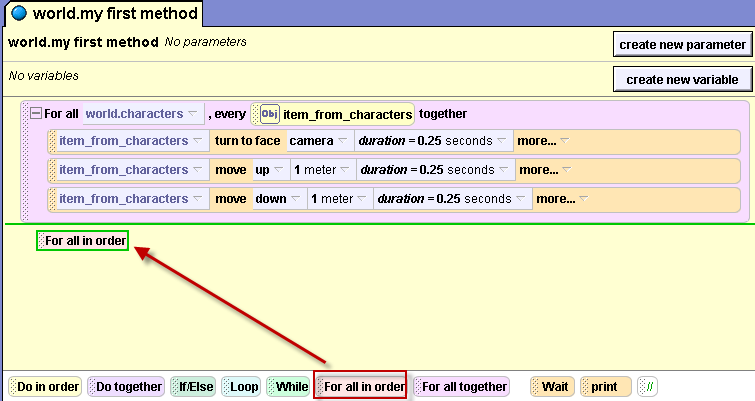 world.my first method
world.my first method No parameters create new parameter
No variables create new variable
For all world.characters , every Obj item_from_characters together
item_from_characters turn to face camera duration = 0.25 seconds more...
item_from_characters move up 1 meter duration = 0.25 seconds more...
item_from_characters move down 1 meter duration = 0.25 seconds more...
For all in order
Do in order Do together If/Else Loop While For all in order For all together Wait print //